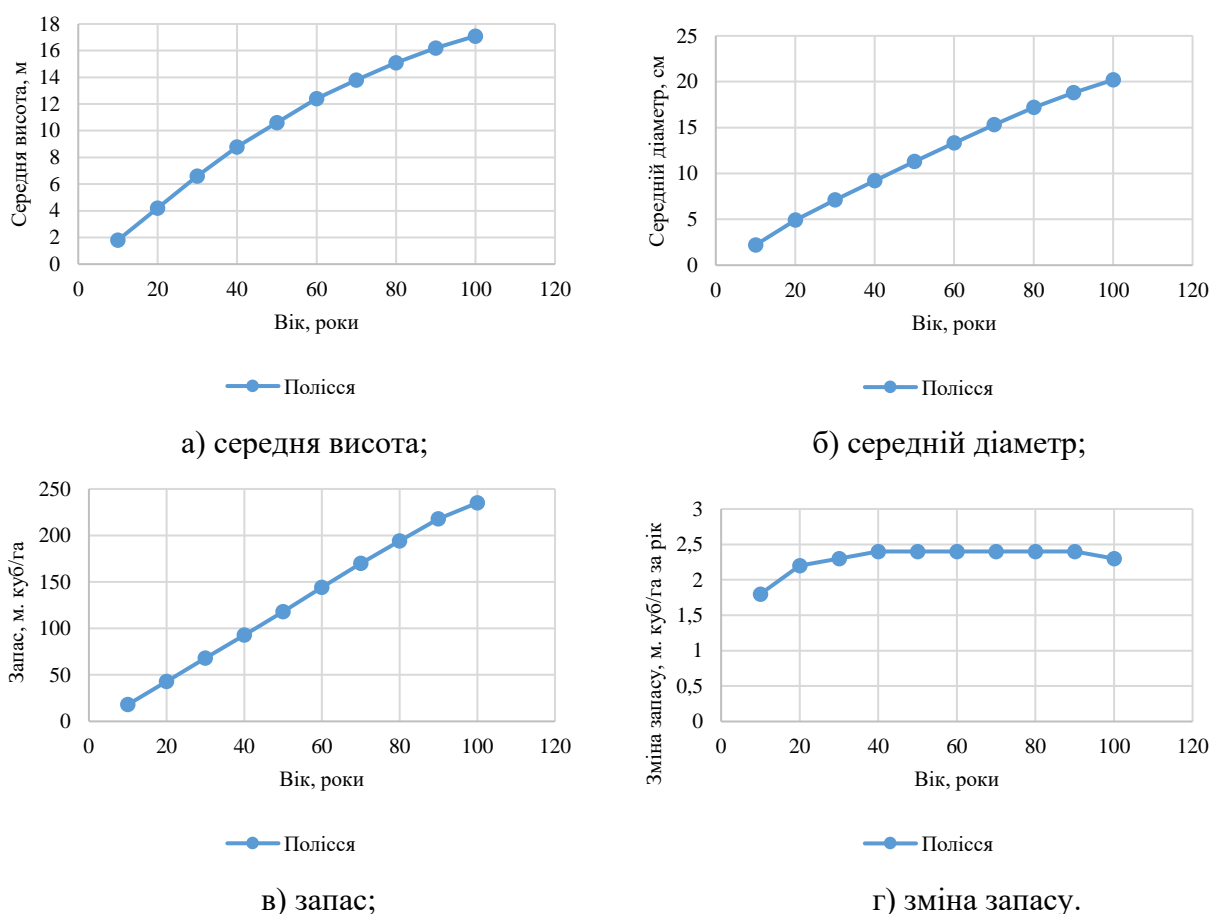 18
16
14
12
10
8
6
4
2
0
Середня висота, м
0 20 40 60 80 100 120
Вік, роки
Полісся
а) середня висота;
25
20
15
10
5
0
Середній діаметр, см
0 20 40 60 80 100 120
Вік, роки
Полісся
б) середній діаметр;
250
200
150
100
50
0
Запас, м. куб/га
0 20 40 60 80 100 120
Вік, роки
Полісся
в) запас;
3
2,5
2
1,5
1
0,5
0
Зміна запасу, м. куб/га за рік
0 20 40 60 80 100 120
Вік, роки
Полісся
г) зміна запасу.